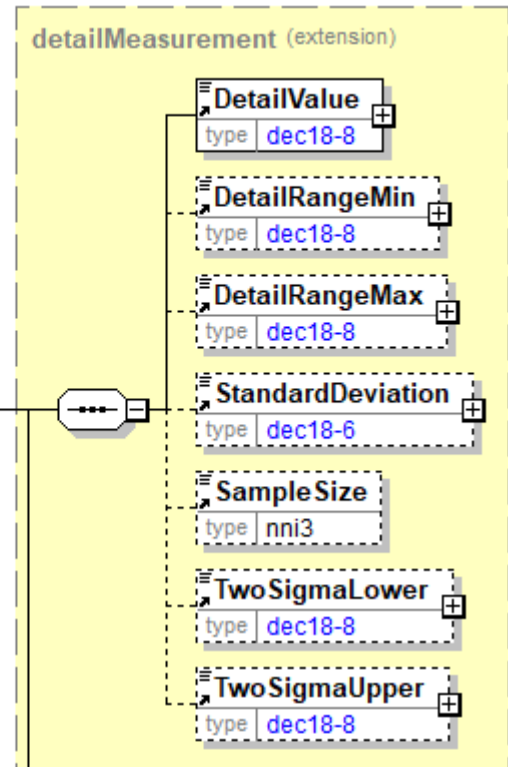 detailMeasurement (extension)
DetailValue
type dec18-8
DetailRangeMin
type dec18-8
DetailRangeMax
type dec18-8
StandardDeviation
type dec18-6
SampleSize
type nni3
TwoSigmaLower
type dec18-8
TwoSigmaUpper
type dec18-8